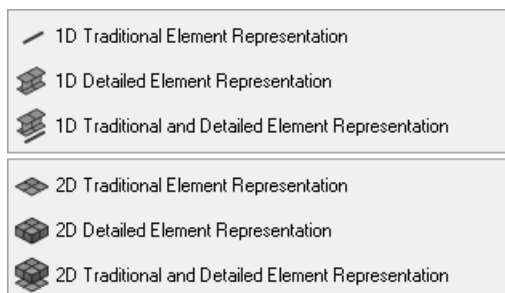 1D Traditional Element Representation
1D Detailed Element Representation
1D Traditional and Detailed Element Representation
2D Traditional Element Representation
2D Detailed Element Representation
2D Traditional and Detailed Element Representation